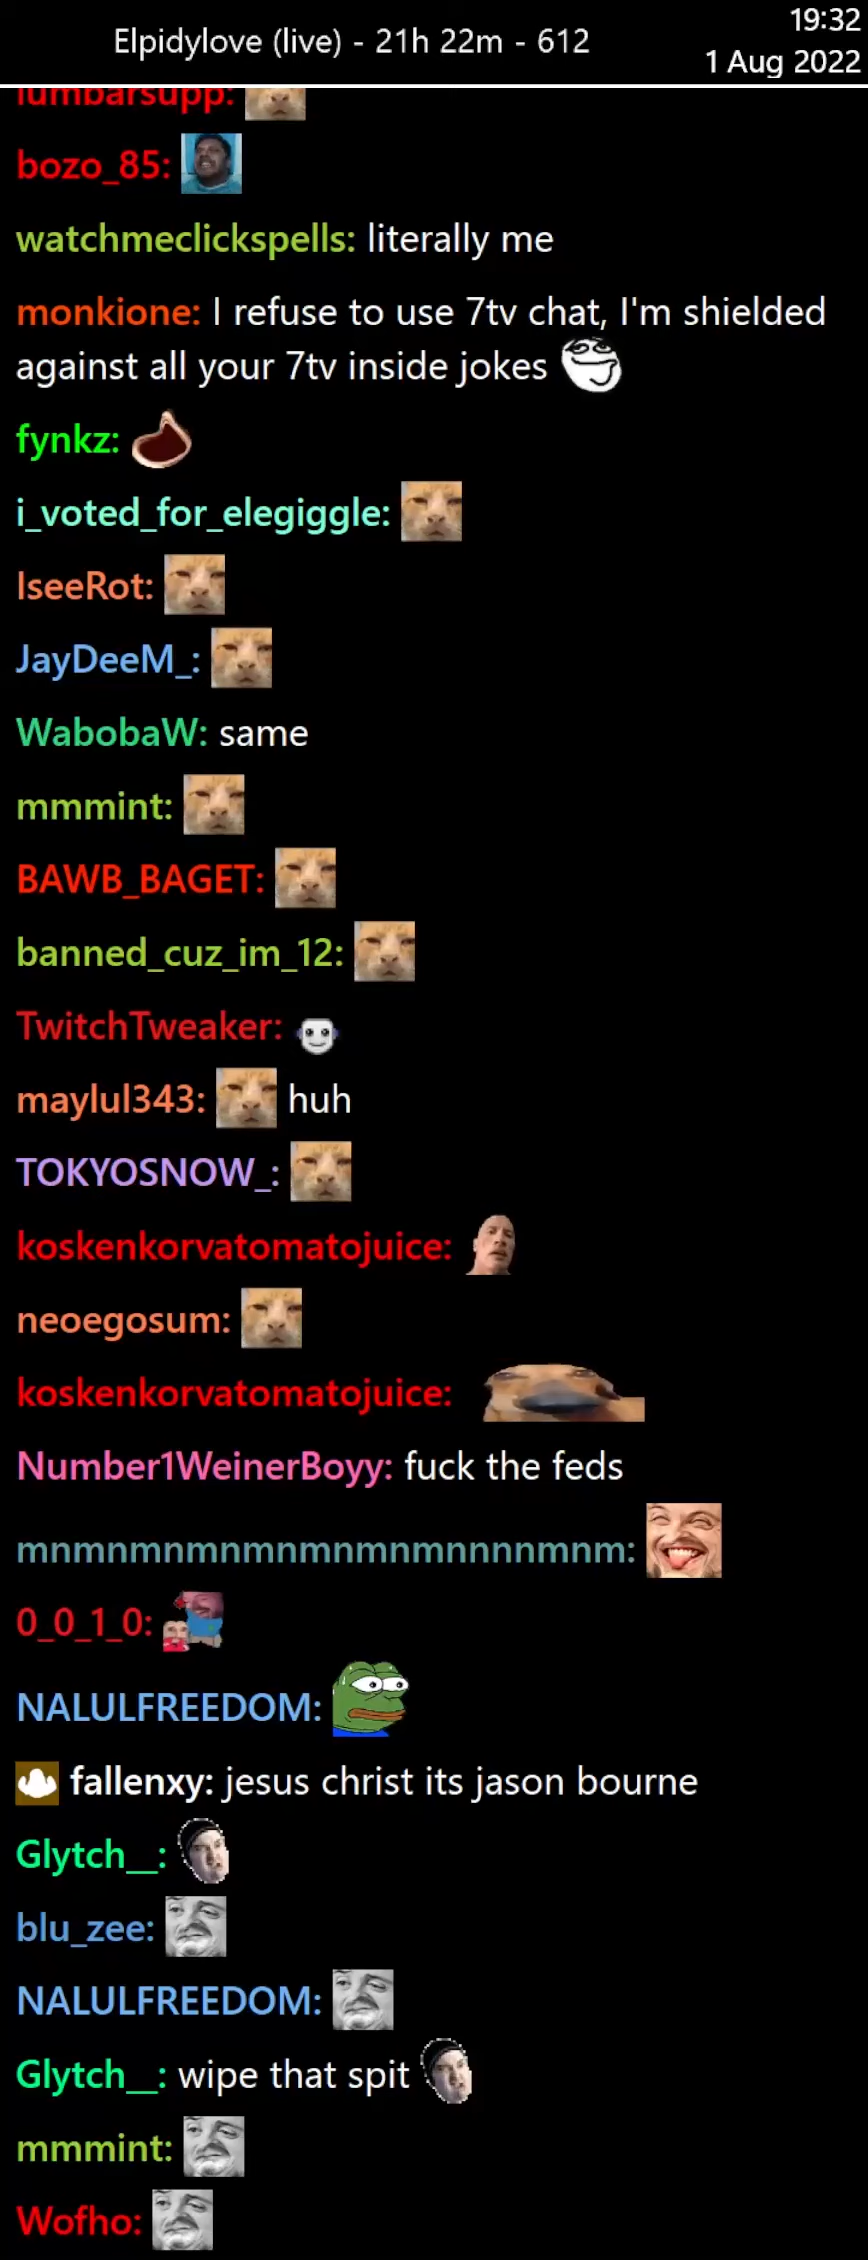 Elpidylove (live) - 21h 22m - 612
19:32
1 Aug 2022
lumbarsupp:
bozo_85:
watchmeclickspells: literally me
monkione: I refuse to use 7tv chat, I'm shielded
against all your 7tv inside jokes
fynkz:
i_voted_for_elegiggle:
IseeRot:
JayDeeM_:
WabobaW: same
mmmint:
BAWB_BAGET:
banned_cuz_im_12:
TwitchTweaker:
maylul343: huh
TOKYOSNOW_:
koskenkorvatomatojuice:
neoegosum:
koskenkorvatomatojuice:
Number1WeinerBoyy: fuck the feds
mnmnmnmnmnmnmnmnnnnmnm:
0_0_1_0:
NALULFREEDOM:
fallenxy: jesus christ its jason bourne
Glytch__:
blu_zee:
NALULFREEDOM:
Glytch__: wipe that spit
mmmint:
Wofho: